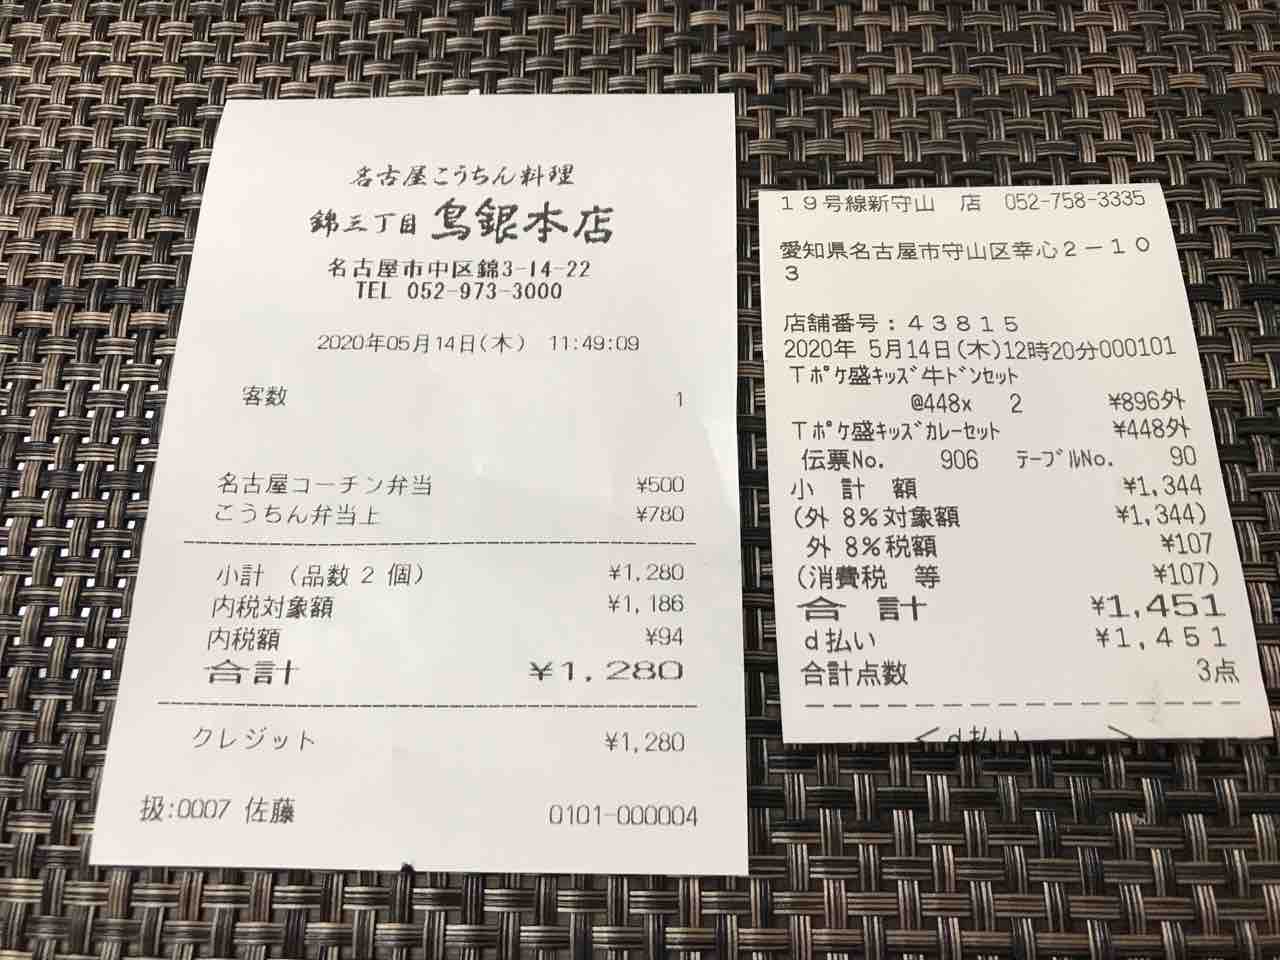 名古屋こうちん料理
錦三丁目 鳥銀本店
名古屋市中区錦3-14-22
TEL 052-973-3000
2020年05月14日(木) 11:49:09
客数 1
名古屋コーチン弁当 ¥500
こうちん弁当上 ¥780
小計 (品数 2 個) ¥1,280
内税対象額 ¥1,186
内税額 ¥94
合計 ¥1,280
クレジット ¥1,280
扱:0007 佐藤 0101-000004
19号線新守山 店 052-758-3335
愛知県名古屋市守山区幸心2-10
3
店舗番号:43815
2020年 5月14日(木)12時20分000101
Tポケ盛キッズ牛ドンセット
@448x 2 ¥896外
Tポケ盛キッズカレーセット ¥448外
伝票No. 906 テーブルNo. 90
小 計 額 ¥1,344
(外 8%対象額 ¥1,344)
外 8%税額 ¥107
(消費税 等 ¥107)
合 計 ¥1,451
d払い ¥1,451
合計点数 3点
<d払い>